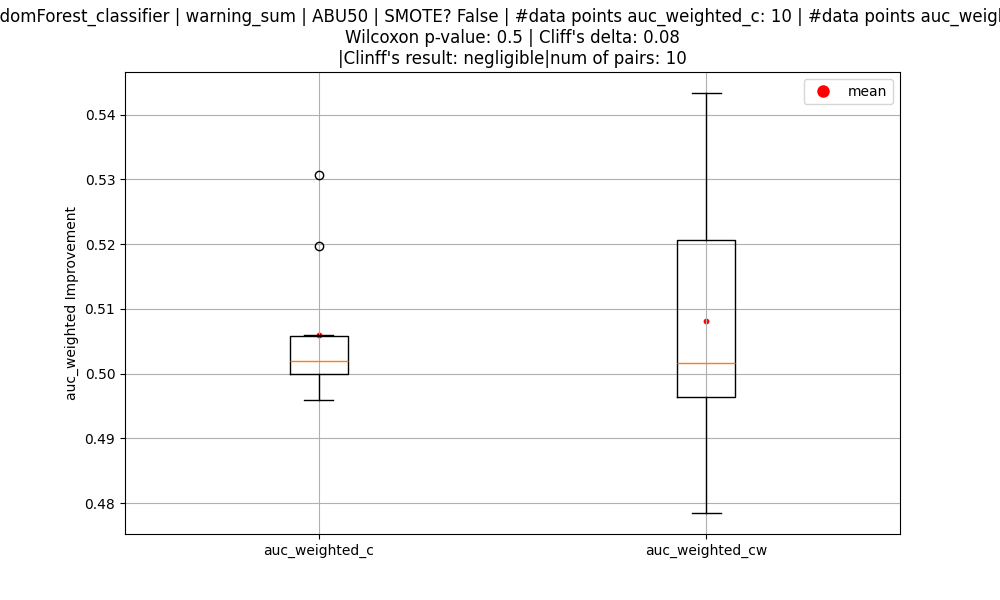 domForest_classifier | warning_sum | ABU50 | SMOTE? False | #data points auc_weighted_c: 10 | #data points
Wilcoxon p-value: 0.5 | Cliff's delta: 0.08
|Clinff's result: negligible|num of pairs: 10
mean
0.54
0.53
0.52
0.51
0.50
0.49
0.48
auc_weighted Improvement
auc_weighted_c
auc_weighted_cw